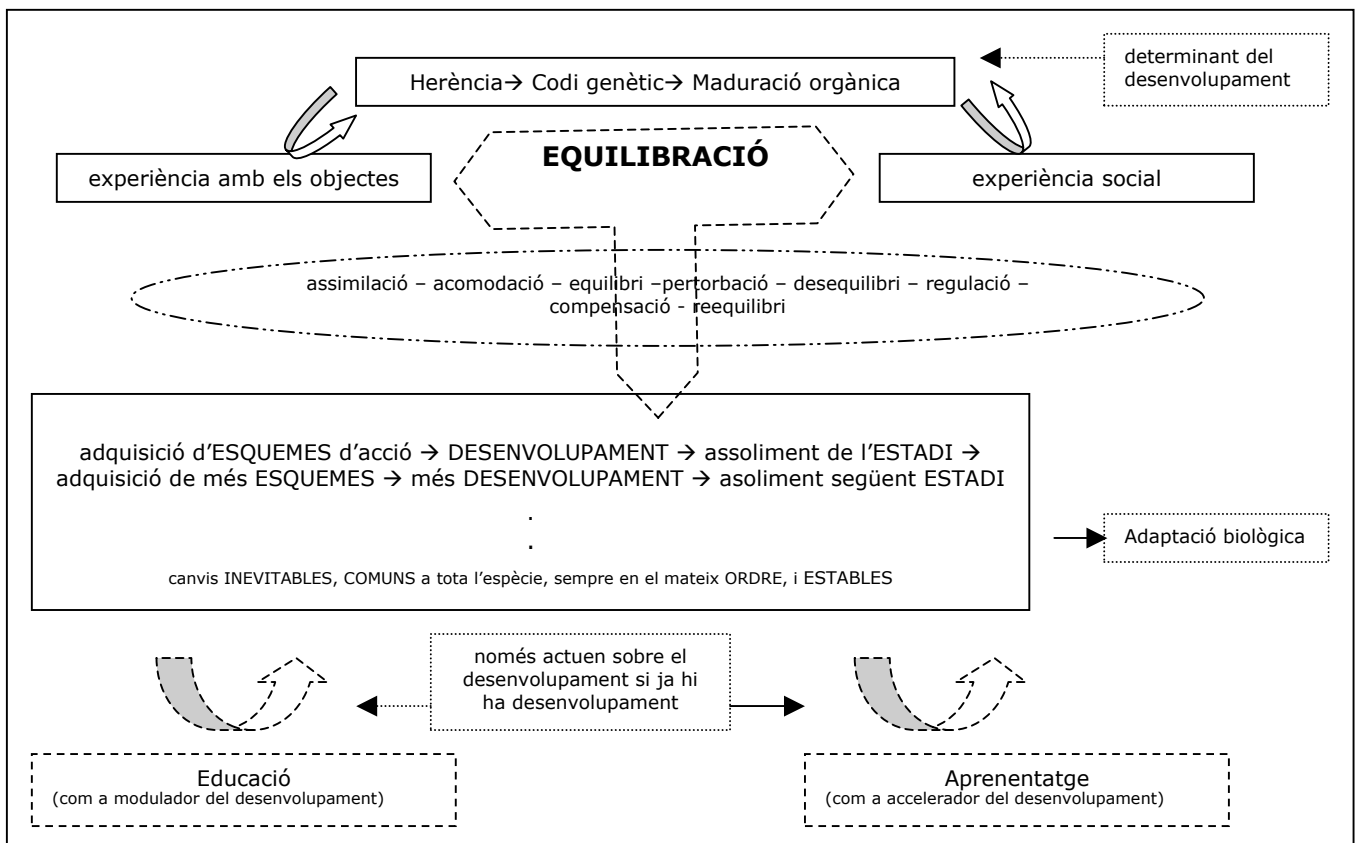 determinant del
desenvolupament
Herència→ Codi genètic→ Maduració orgànica
EQUILIBRACIÓ
experiència amb els objectes
experiència social
assimilació – acomodació – equilibri –pertorbació – desequilibri – regulació –
compensació - reequilibri
adquisició d'ESQUEMES d'acció → DESENVOLUPAMENT → assoliment de l'ESTADI →
adquisició de més ESQUEMES → més DESENVOLUPAMENT → asoliment següent ESTADI
.
.
canvis INEVITABLES, COMUNS a tota l'espècie, sempre en el mateix ORDRE, i ESTABLES
Adaptació biològica
només actuen sobre el
desenvolupament si ja hi
ha desenvolupament
Educació
(com a modulador del desenvolupament)
Aprenentatge
(com a accelerador del desenvolupament)